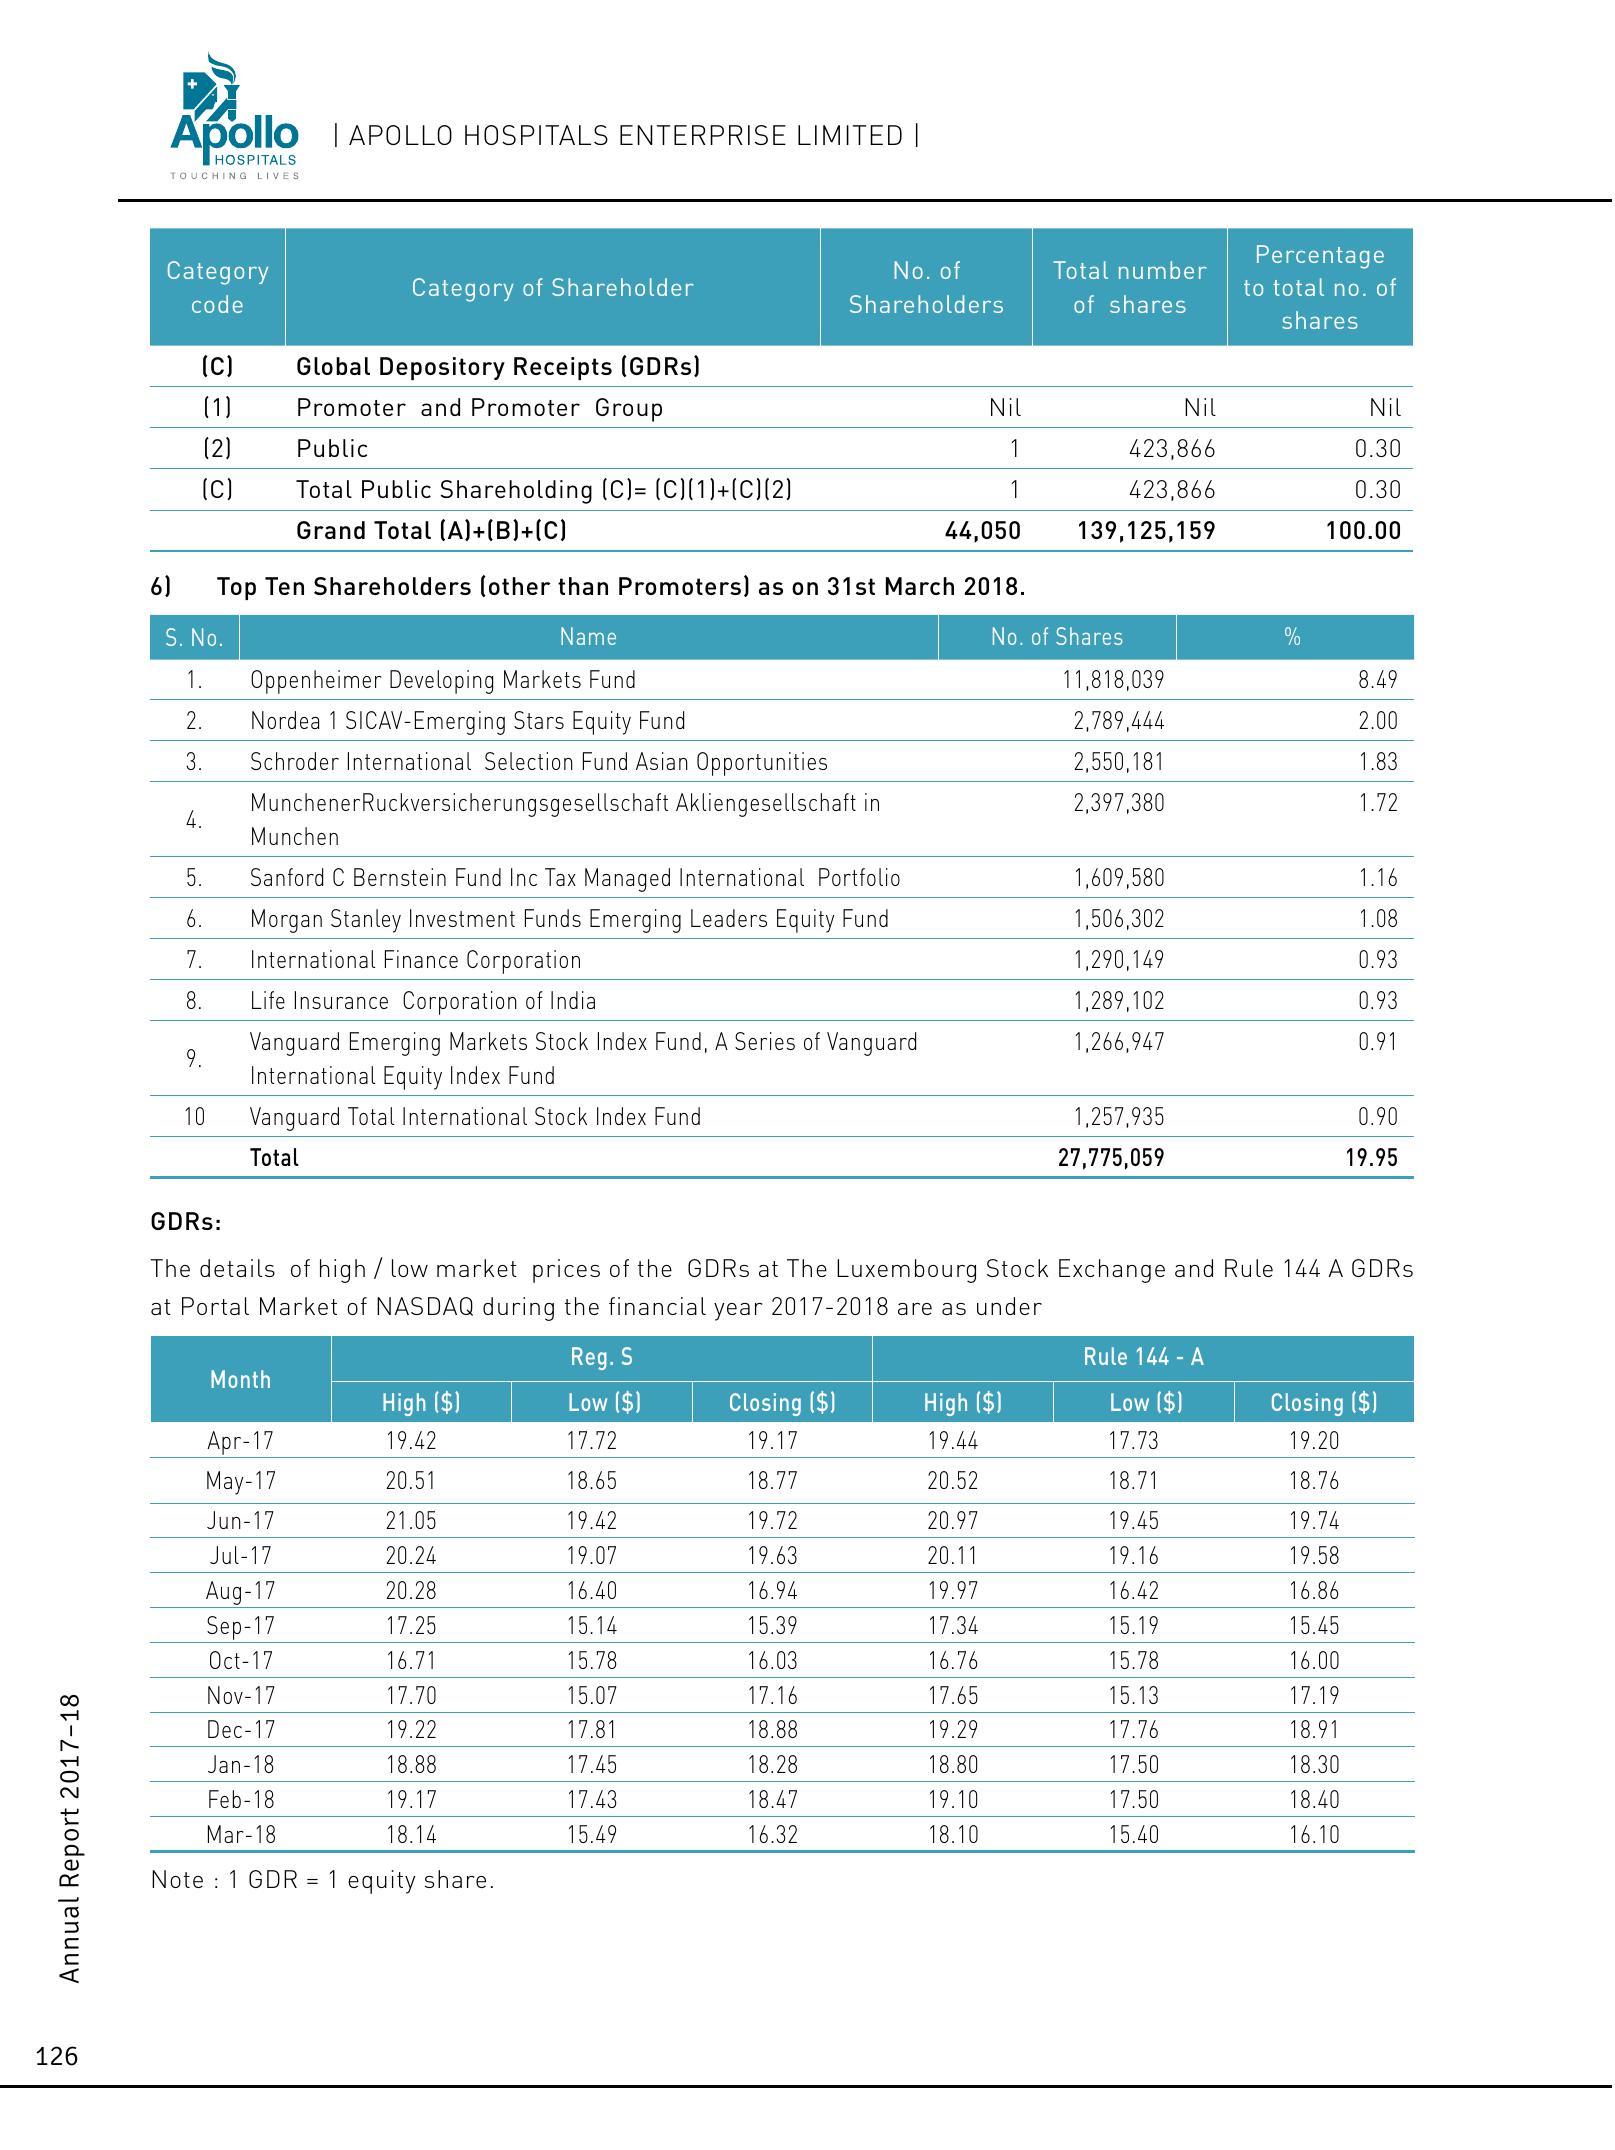 Apollo
HOSPITALS
TOUCHING LIVES
| APOLLO HOSPITALS ENTERPRISE LIMITED |
Category code | Category of Shareholder | No. of Shareholders | Total number of shares | Percentage to total no. of shares
(C) Global Depository Receipts (GDRs)
(1) Promoter and Promoter Group Nil Nil Nil
(2) Public 1 423,866 0.30
(C) Total Public Shareholding (C)= (C)(1)+(C)(2) 1 423,866 0.30
Grand Total (A)+(B)+(C) 44,050 139,125,159 100.00
6) Top Ten Shareholders (other than Promoters) as on 31st March 2018.
S. No. Name No. of Shares %
1. Oppenheimer Developing Markets Fund 11,818,039 8.49
2. Nordea 1 SICAV-Emerging Stars Equity Fund 2,789,444 2.00
3. Schroder International Selection Fund Asian Opportunities 2,550,181 1.83
4. MunchenerRuckversicherungsgesellschaft Akliengesellschaft in 2,397,380 1.72
Munchen
5. Sanford C Bernstein Fund Inc Tax Managed International Portfolio 1,609,580 1.16
6. Morgan Stanley Investment Funds Emerging Leaders Equity Fund 1,506,302 1.08
7. International Finance Corporation 1,290,149 0.93
8. Life Insurance Corporation of India 1,289,102 0.93
9. Vanguard Emerging Markets Stock Index Fund, A Series of Vanguard 1,266,947 0.91
International Equity Index Fund
10 Vanguard Total International Stock Index Fund 1,257,935 0.90
Total 27,775,059 19.95
GDRs:
The details of high / low market prices of the GDRs at The Luxembourg Stock Exchange and Rule 144 A GDRs
at Portal Market of NASDAQ during the financial year 2017-2018 are as under
Month Reg. S Rule 144 - A
High ($) Low ($) Closing ($) High ($) Low ($) Closing ($)
Apr-17 19.42 17.72 19.17 19.44 17.73 19.20
May-17 20.51 18.65 18.77 20.52 18.71 18.76
Jun-17 21.05 19.42 19.72 20.97 19.45 19.74
Jul-17 20.24 19.07 19.63 20.11 19.16 19.58
Aug-17 20.28 16.40 16.94 19.97 16.42 16.86
Sep-17 17.25 15.14 15.39 17.34 15.19 15.45
Oct-17 16.71 15.78 16.03 16.76 15.78 16.00
Nov-17 17.70 15.07 17.16 17.65 15.13 17.19
Dec-17 19.22 17.81 18.88 19.29 17.76 18.91
Jan-18 18.88 17.45 18.28 18.80 17.50 18.30
Feb-18 19.17 17.43 18.47 19.10 17.50 18.40
Mar-18 18.14 15.49 16.32 18.10 15.40 16.10
Note : 1 GDR = 1 equity share.
Annual Report 2017-18
126